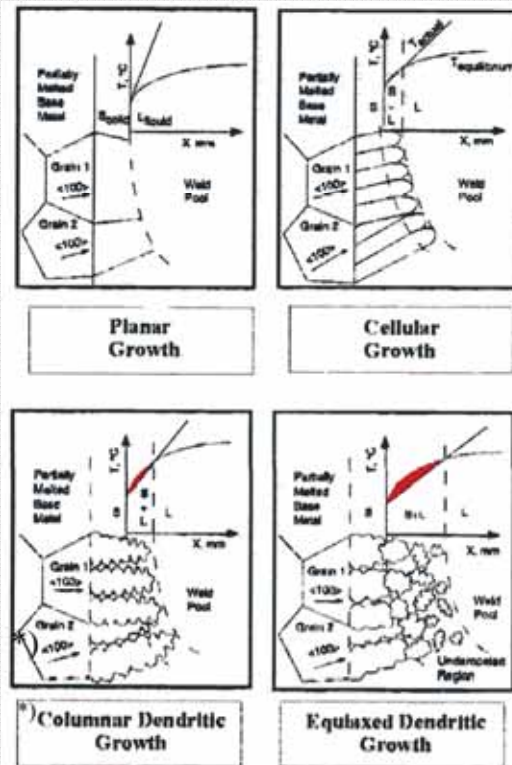 Partially
Melted
Base
Metal
T, °C
Solid
Liquid
X, mm
Grain 1
<100>
Grain 2
<100>
Weld
Pool
Planar
Growth
Partially
Melted
Base
Metal
T, °C
T actual
T equilibrium
S
S
+
L
L
X, mm
Grain 1
<100>
Grain 2
<100>
Weld
Pool
Cellular
Growth
Partially
Melted
Base
Metal
T, °C
S
S
+
L
L
X, mm
Grain 1
<100>
Grain 2
*)
<100>
Weld
Pool
*)Columnar Dendritic
Growth
Partially
Melted
Base
Metal
T, °C
S
S+L
L
X, mm
Grain 1
<100>
Grain 2
<100>
Weld
Pool
Undercooled
Region
Equiaxed Dendritic
Growth